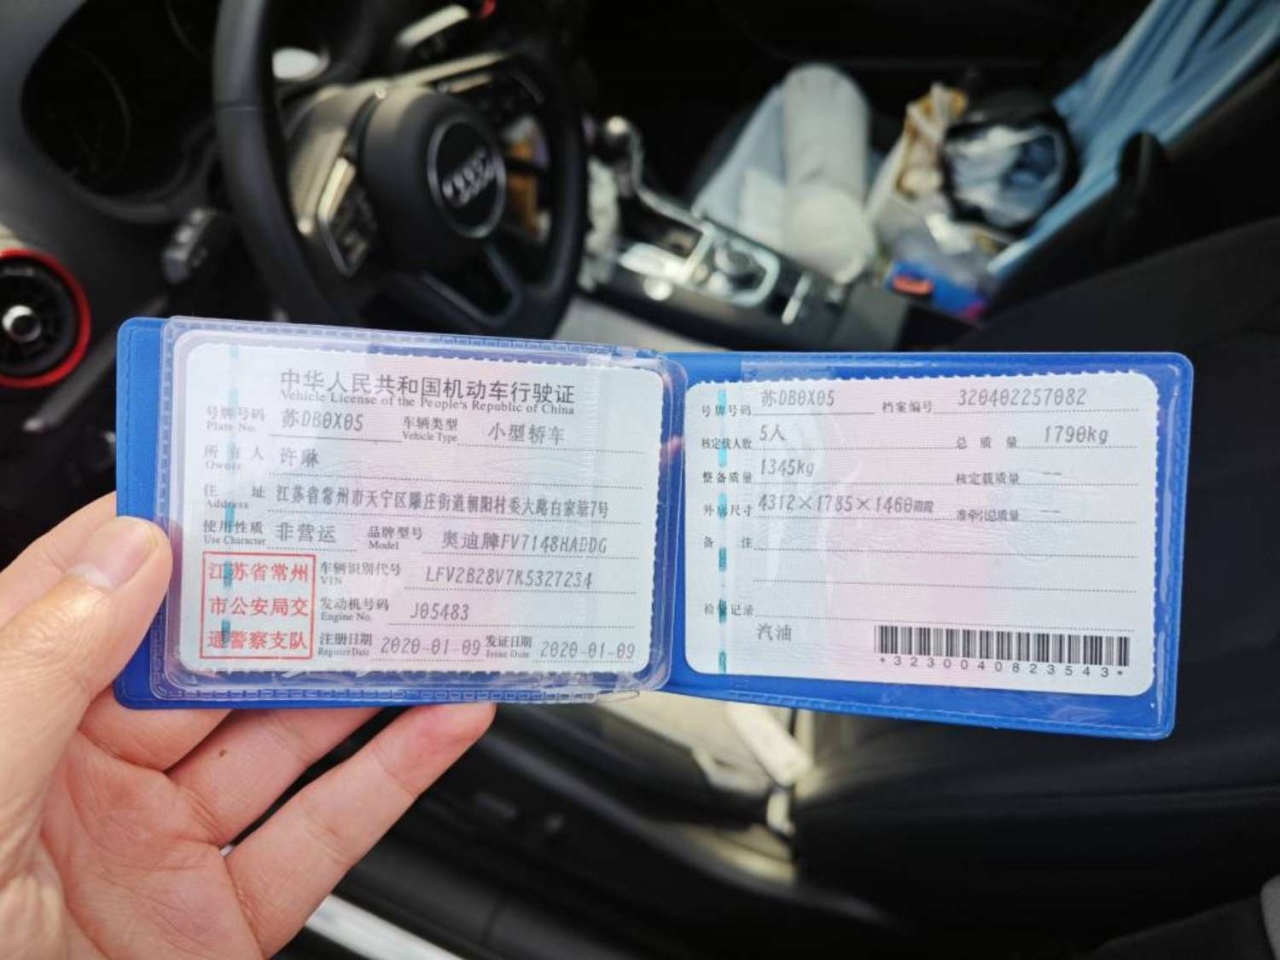 中华人民共和国机动车行驶证
Vehicle License of the People's Republic of China
号牌号码 苏DB0X05 车辆类型 小型轿车
Plate No. Vehicle Type
所有人 许琳
Owner
住址 江苏省常州市天宁区雕庄街道朝阳村委大路白家7号
Address
使用性质 非营运 品牌型号 奥迪牌FV7148HADDG
Use Character Model
江苏省常州
市公安局交
通警察支队
车辆识别代号 LFV2B28V7K5327234
VIN
发动机号码 J05483
Engine No.
注册日期 2020-01-09 发证日期 2020-01-09
Register Date Issue Date
号牌号码 苏DB0X05 档案编号 320402257082
核定载人数 5人 总质量 1790kg
整备质量 1345kg 核定载质量 --
外廓尺寸 4312×1785×1460mm 准牵引总质量 --
备注
检验记录
汽油
*3230040823543*